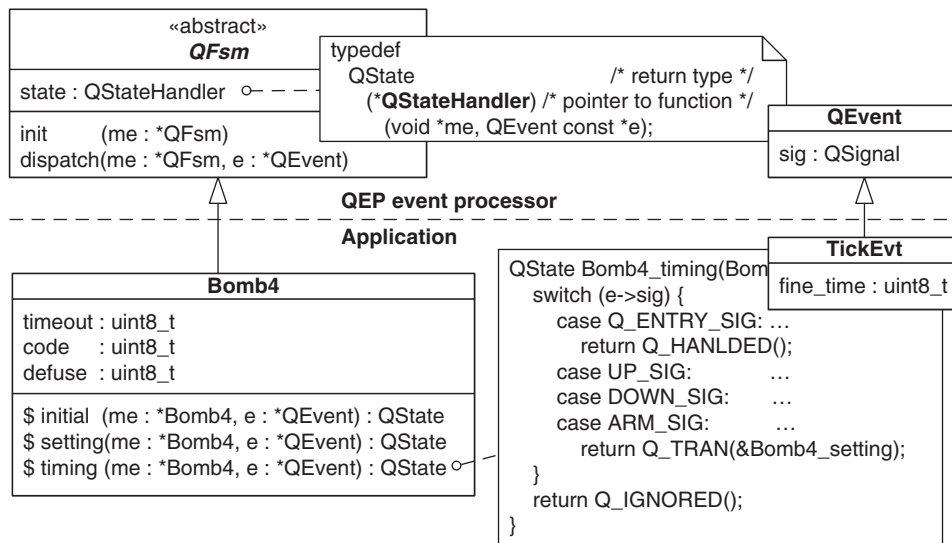 «abstract»
QFsm
state : QStateHandler
init (me : *QFsm)
dispatch(me : *QFsm, e : *QEvent)
typedef
QState /* return type */
(*QStateHandler) /* pointer to function */
(void *me, QEvent const *e);
QEvent
sig : QSignal
QEP event processor
Application
TickEvt
fine_time : uint8_t
Bomb4
timeout : uint8_t
code : uint8_t
defuse : uint8_t
$ initial (me : *Bomb4, e : *QEvent) : QState
$ setting(me : *Bomb4, e : *QEvent) : QState
$ timing (me : *Bomb4, e : *QEvent) : QState
QState Bomb4_timing(Bom
switch (e->sig) {
case Q_ENTRY_SIG: …
return Q_HANLDED();
case UP_SIG: …
case DOWN_SIG: …
case ARM_SIG: …
return Q_TRAN(&Bomb4_setting);
}
return Q_IGNORED();
}